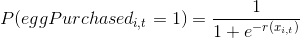 P(eggPurchased_{i,t} = 1) = \frac{1}{1 + e^{-r(x_{i,t})}}